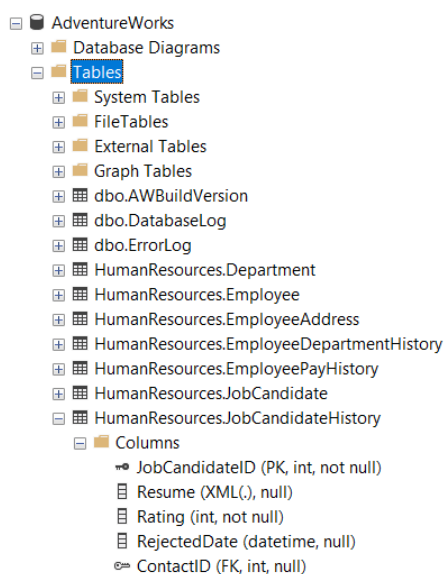 AdventureWorks
Database Diagrams
Tables
System Tables
FileTables
External Tables
Graph Tables
dbo.AWBuildVersion
dbo.DatabaseLog
dbo.ErrorLog
HumanResources.Department
HumanResources.Employee
HumanResources.EmployeeAddress
HumanResources.EmployeeDepartmentHistory
HumanResources.EmployeePayHistory
HumanResources.JobCandidate
HumanResources.JobCandidateHistory
Columns
JobCandidateID (PK, int, not null)
Resume (XML(.), null)
Rating (int, not null)
RejectedDate (datetime, null)
ContactID (FK, int, null)